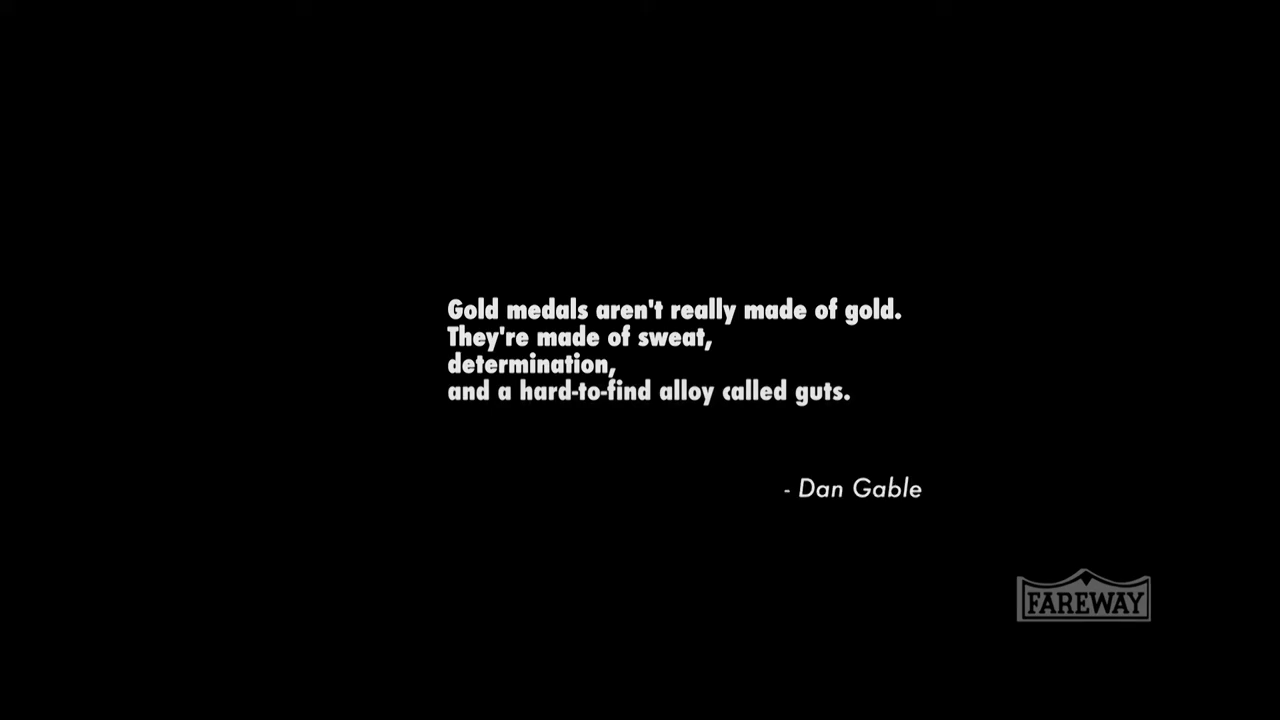 Gold medals aren't really made of gold.
They're made of sweat,
determination,
and a hard-to-find alloy called guts.
- Dan Gable
FAREWAY